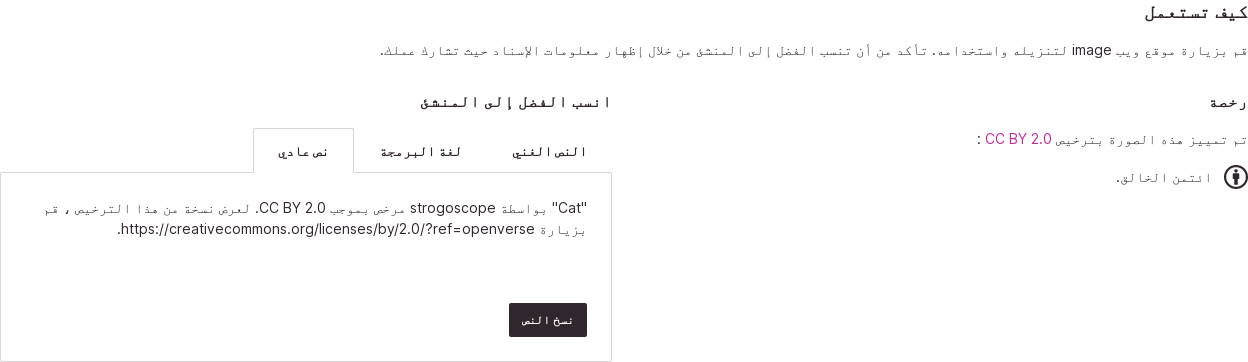 كيف تستعمل
قم بزيارة موقع ويب image لتنزيله واستخدامه. تأكد من أن تنسب الفضل إلى المنشئ من خلال إظهار معلومات الإسناد حيث تشارك عملك.
رخصة
تم تمييز هذه الصورة بترخيص CC BY 2.0 :
ائتمن الخالق.
انسب الفضل إلى المنشئ
النص الغني
لغة البرمجة
نص عادي
"Cat" بواسطة strogoscope مرخص بموجب CC BY 2.0. لعرض نسخة من هذا الترخيص ، قم
بزيارة https://creativecommons.org/licenses/by/2.0/?ref=openverse.
نسخ النص